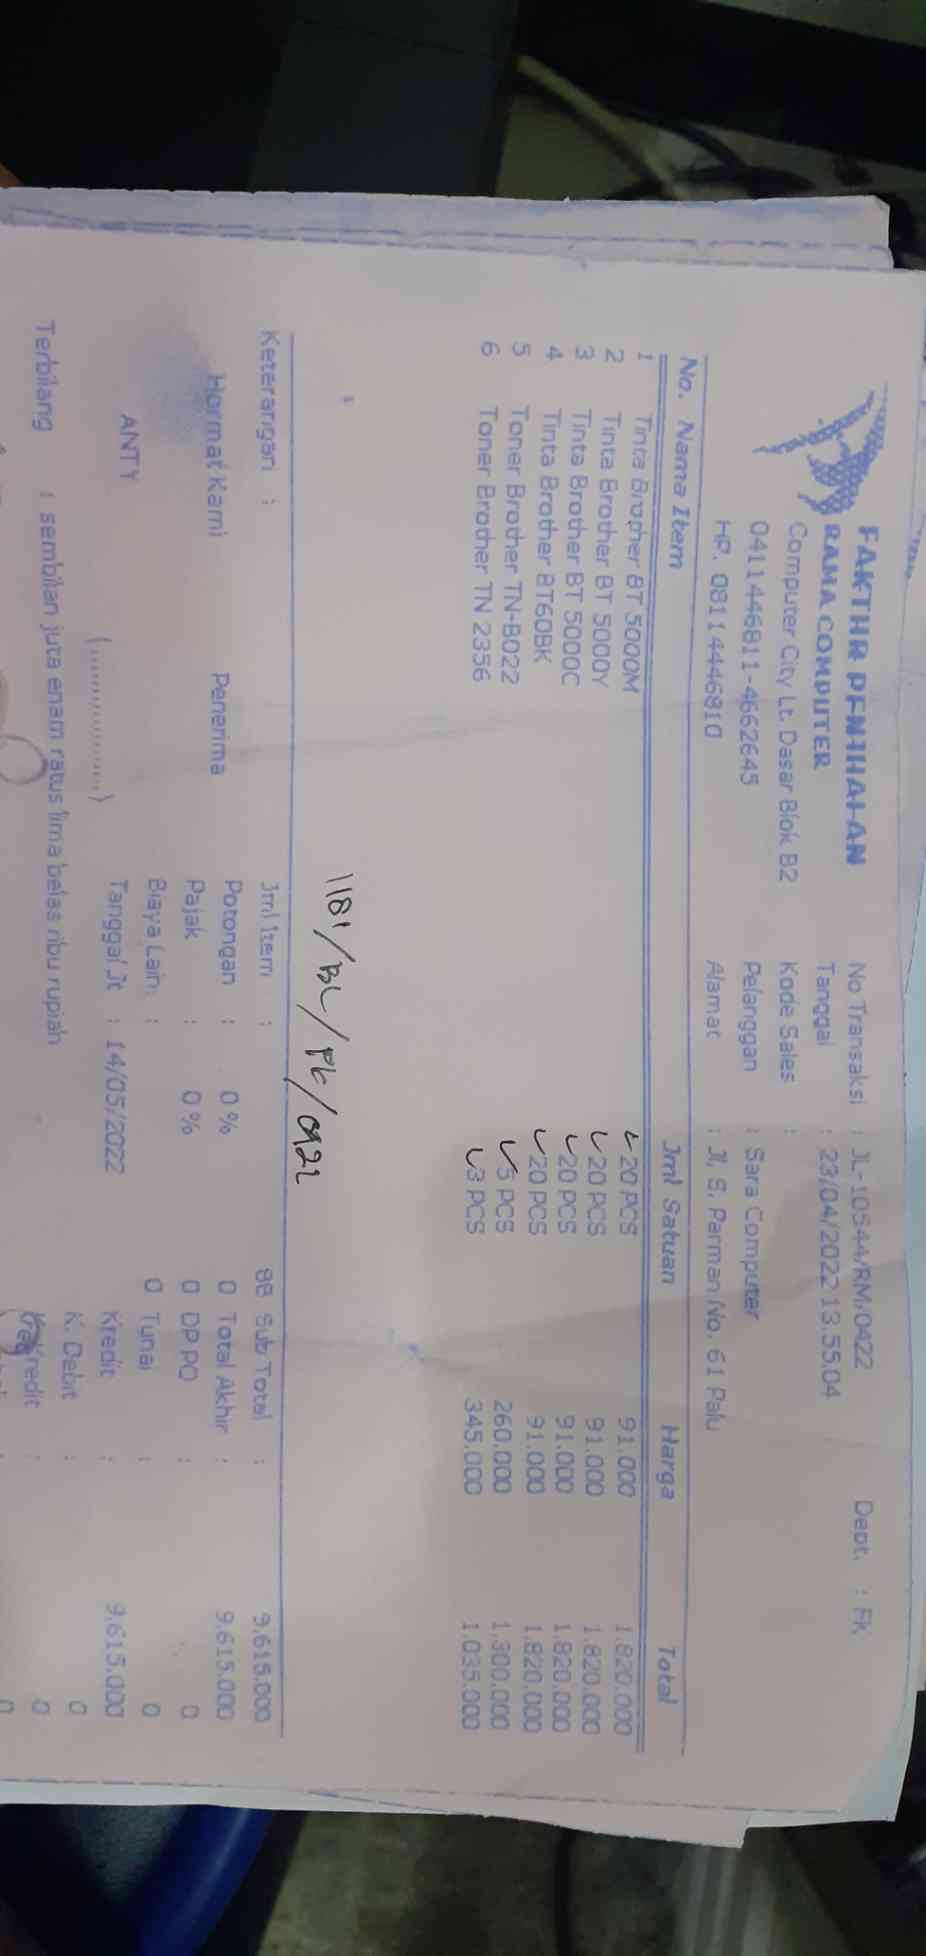 FAKTUR PENJUALAN
RAMA COMPUTER
Computer City Lt. Dasar Blok B2
0411446811-4662645
HP. 08114446810
No Transaksi : JL-10544/RM/0422 Dept. : FK
Tanggal : 23/04/2022 13.55.04
Kode Sales :
Pelanggan : Sara Computer
Alamat : Jl, S. Parman No. 61 Palu
No. Nama Item Jml Satuan Harga Total
1 Tinta Bropher BT 5000M 20 PCS 91.000 1.820.000
2 Tinta Brother BT 5000Y 20 PCS 91.000 1.820.000
3 Tinta Brother BT 5000C 20 PCS 91.000 1.820.000
4 Tinta Brother BT60BK 20 PCS 91.000 1.820.000
5 Toner Brother TN-B022 5 PCS 260.000 1.300.000
6 Toner Brother TN 2356 3 PCS 345.000 1.035.000
1181/BL/PK/0422
Keterangan : Jml Item : 88 Sub Total : 9.615.000
Hormat Kami Penerima Potongan : 0 % 0 Total Akhir : 9.615.000
Pajak : 0 % 0 DP PO : 0
Biaya Lain : 0 Tunai : 0
ANTY (..............) Tanggal Jt : 14/05/2022 Kredit : 9.615.000
K. Debit : 0
Terbilang : sembilan juta enam ratus lima belas ribu rupiah Kredit : 0
0